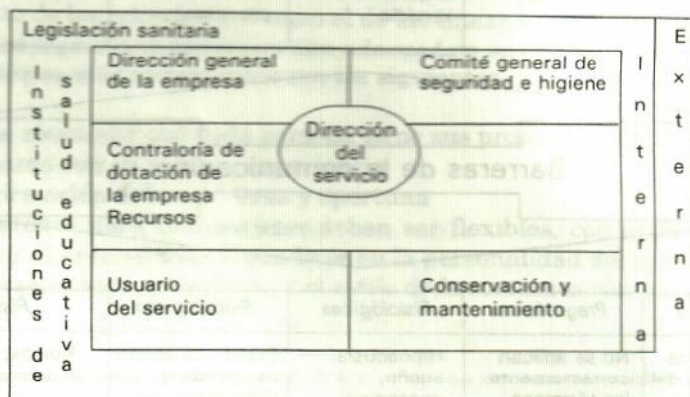 Legislación sanitaria
Instituciones de
salud educativa
Dirección general
de la empresa
Comité general de
seguridad e higiene
Dirección
del
servicio
Contraloría de
dotación de
la empresa
Recursos
Usuario
del servicio
Conservación y
mantenimiento
Interna
Externa